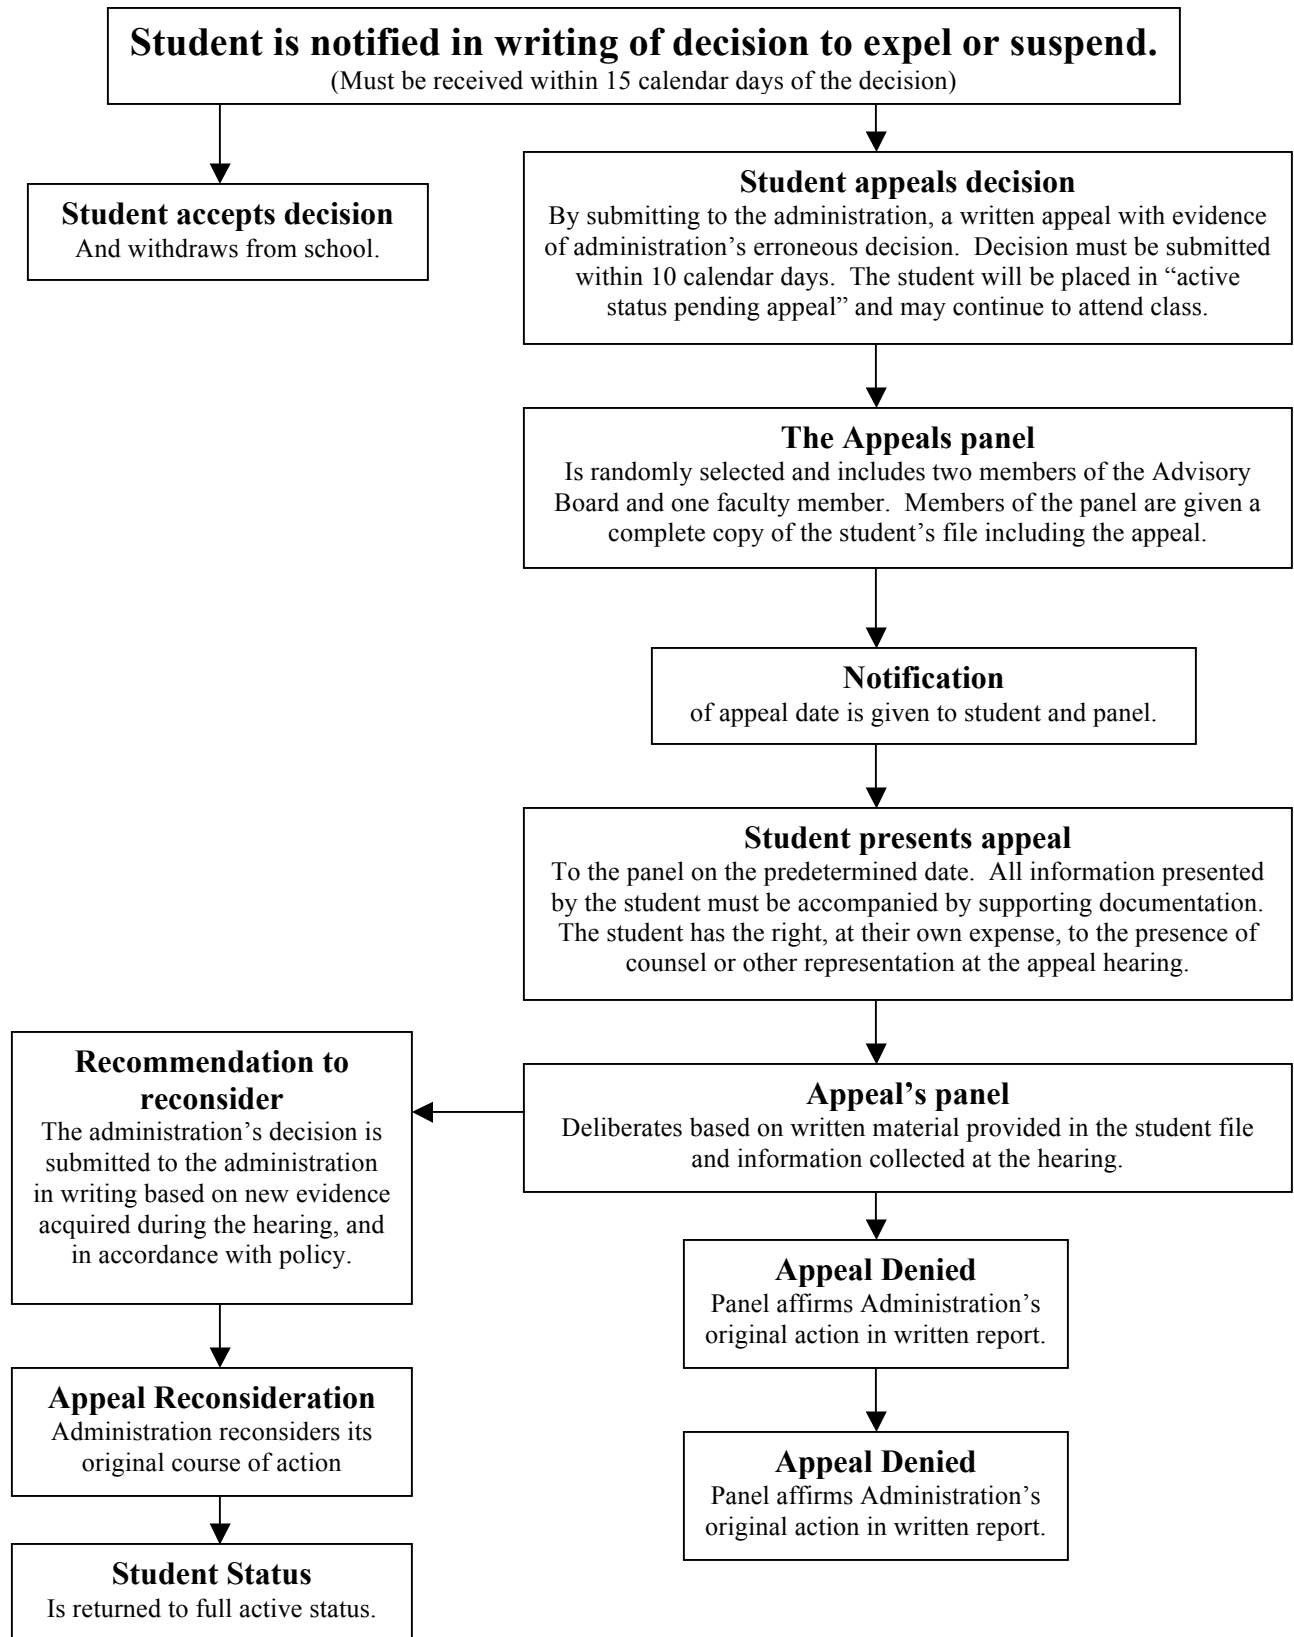 Student is notified in writing of decision to expel or suspend.
(Must be received within 15 calendar days of the decision)
Student accepts decision
And withdraws from school.
Student appeals decision
By submitting to the administration, a written appeal with evidence
of administration’s erroneous decision.  Decision must be submitted
within 10 calendar days.  The student will be placed in “active
status pending appeal” and may continue to attend class.
The Appeals panel
Is randomly selected and includes two members of the Advisory
Board and one faculty member.  Members of the panel are given a
complete copy of the student’s file including the appeal.
Notification
of appeal date is given to student and panel.
Student presents appeal
To the panel on the predetermined date.  All information presented
by the student must be accompanied by supporting documentation.
The student has the right, at their own expense, to the presence of
counsel or other representation at the appeal hearing.
Appeal’s panel
Deliberates based on written material provided in the student file
and information collected at the hearing.
Recommendation to
reconsider
The administration’s decision is
submitted to the administration
in writing based on new evidence
acquired during the hearing, and
in accordance with policy.
Appeal Denied
Panel affirms Administration’s
original action in written report.
Appeal Reconsideration
Administration reconsiders its
original course of action
Appeal Denied
Panel affirms Administration’s
original action in written report.
Student Status
Is returned to full active status.